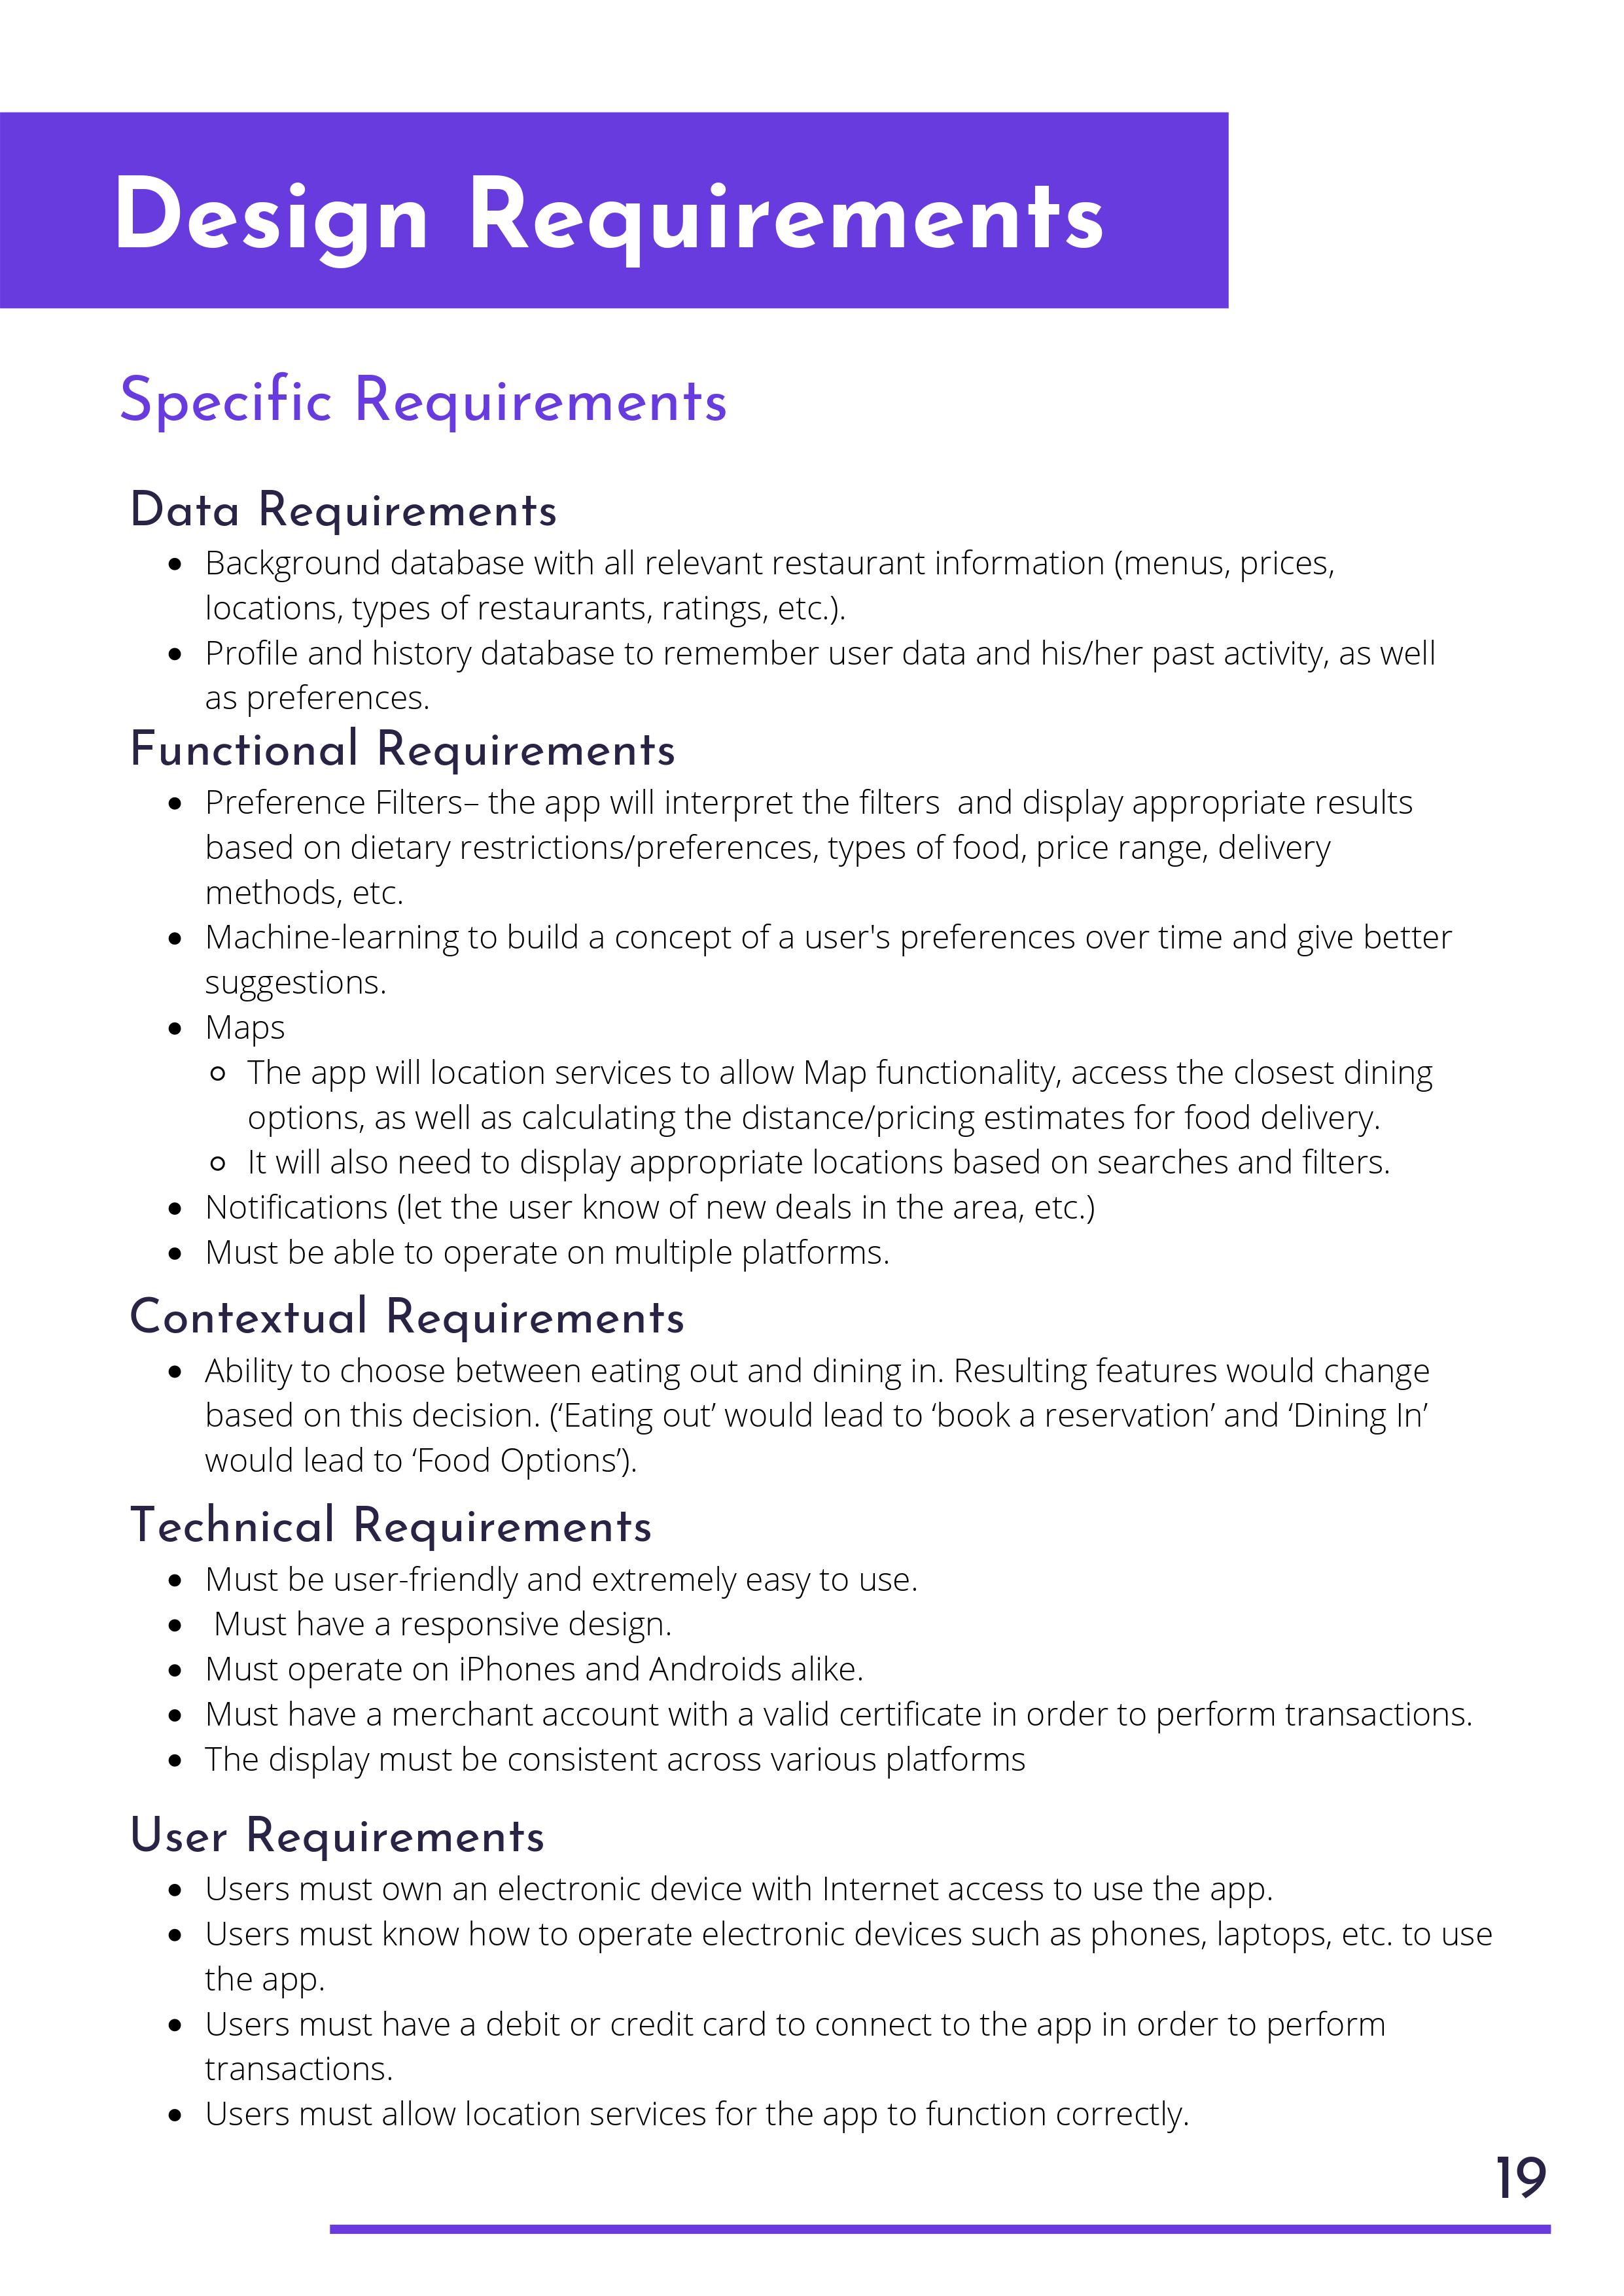 Design Requirements
Specific Requirements
Data Requirements
• Background database with all relevant restaurant information (menus, prices,
locations, types of restaurants, ratings, etc.).
• Profile and history database to remember user data and his/her past activity, as well
as preferences.
Functional Requirements
• Preference Filters– the app will interpret the filters  and display appropriate results
based on dietary restrictions/preferences, types of food, price range, delivery
methods, etc.
• Machine-learning to build a concept of a user's preferences over time and give better
suggestions.
• Maps
◦ The app will location services to allow Map functionality, access the closest dining
options, as well as calculating the distance/pricing estimates for food delivery.
◦ It will also need to display appropriate locations based on searches and filters.
• Notifications (let the user know of new deals in the area, etc.)
• Must be able to operate on multiple platforms.
Contextual Requirements
• Ability to choose between eating out and dining in. Resulting features would change
based on this decision. (‘Eating out’ would lead to ‘book a reservation’ and ‘Dining In’
would lead to ‘Food Options’).
Technical Requirements
• Must be user-friendly and extremely easy to use.
• Must have a responsive design.
• Must operate on iPhones and Androids alike.
• Must have a merchant account with a valid certificate in order to perform transactions.
• The display must be consistent across various platforms
User Requirements
• Users must own an electronic device with Internet access to use the app.
• Users must know how to operate electronic devices such as phones, laptops, etc. to use
the app.
• Users must have a debit or credit card to connect to the app in order to perform
transactions.
• Users must allow location services for the app to function correctly.
19